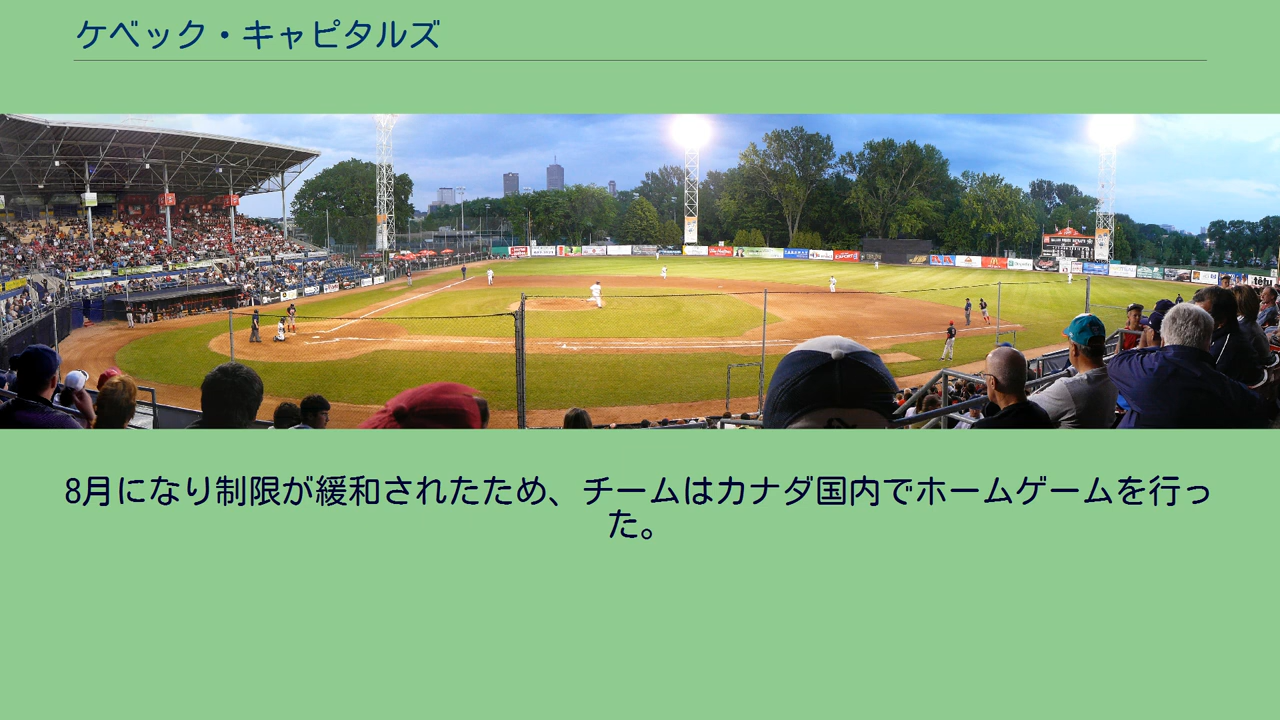 ケベック・キャピタルズ
8月になり制限が緩和されたため、チームはカナダ国内でホームゲームを行っ
た。